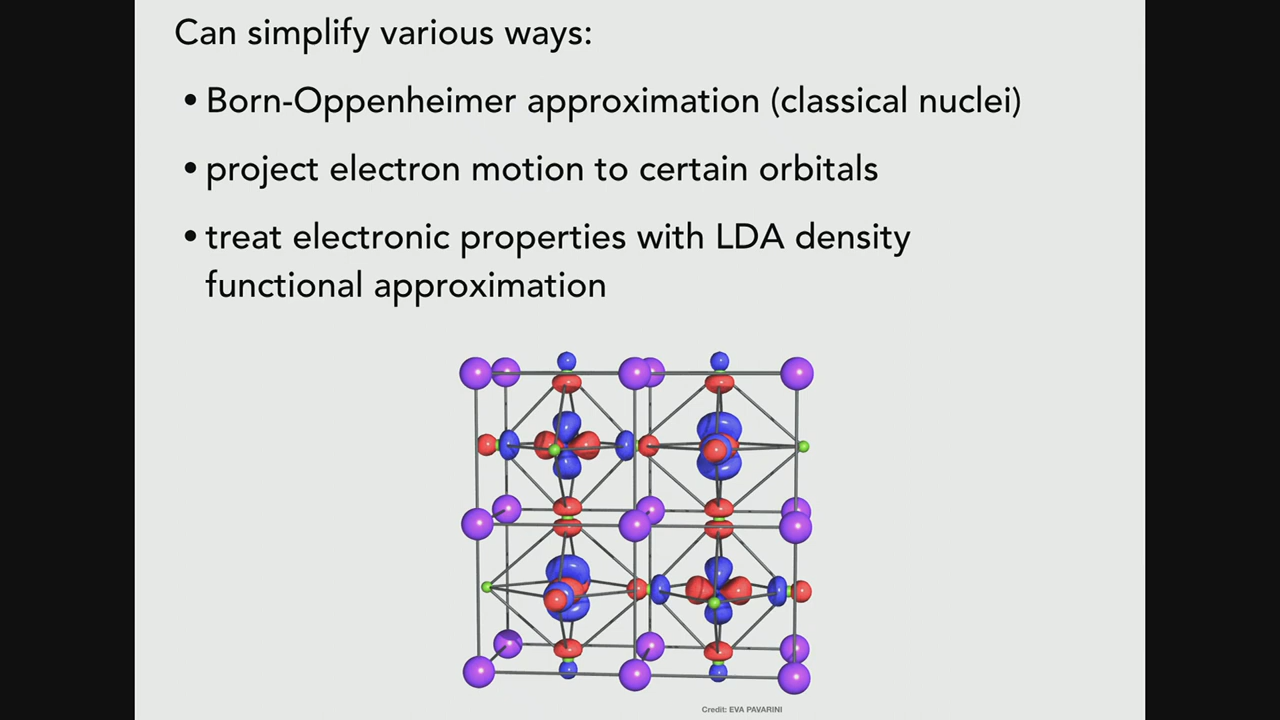 Can simplify various ways:
• Born-Oppenheimer approximation (classical nuclei)
• project electron motion to certain orbitals
• treat electronic properties with LDA density
functional approximation
Credit: EVA PAVARINI